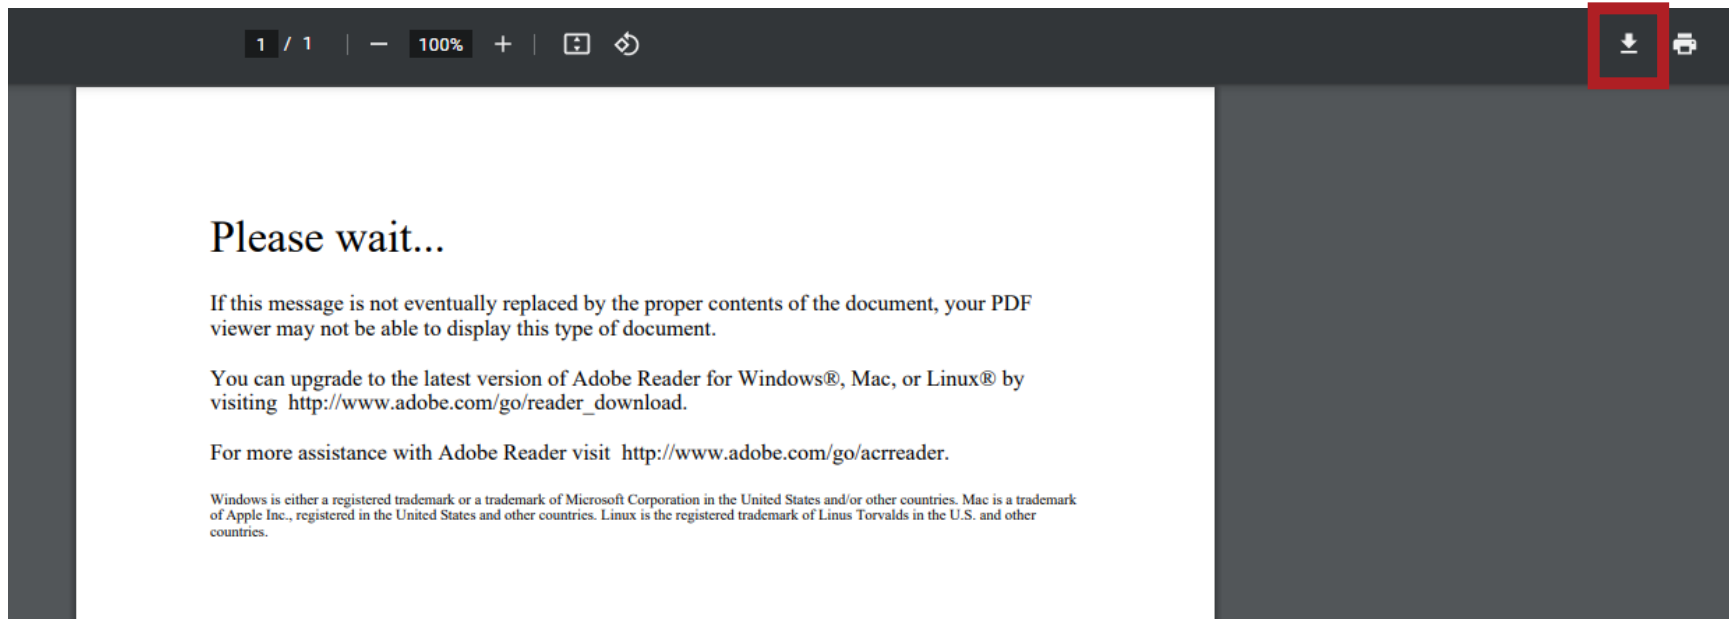 1 / 1 100%
Please wait...
If this message is not eventually replaced by the proper contents of the document, your PDF
viewer may not be able to display this type of document.
You can upgrade to the latest version of Adobe Reader for Windows®, Mac, or Linux® by
visiting http://www.adobe.com/go/reader_download.
For more assistance with Adobe Reader visit http://www.adobe.com/go/acrreader.
Windows is either a registered trademark or a trademark of Microsoft Corporation in the United States and/or other countries. Mac is a trademark
of Apple Inc., registered in the United States and other countries. Linux is the registered trademark of Linus Torvalds in the U.S. and other
countries.